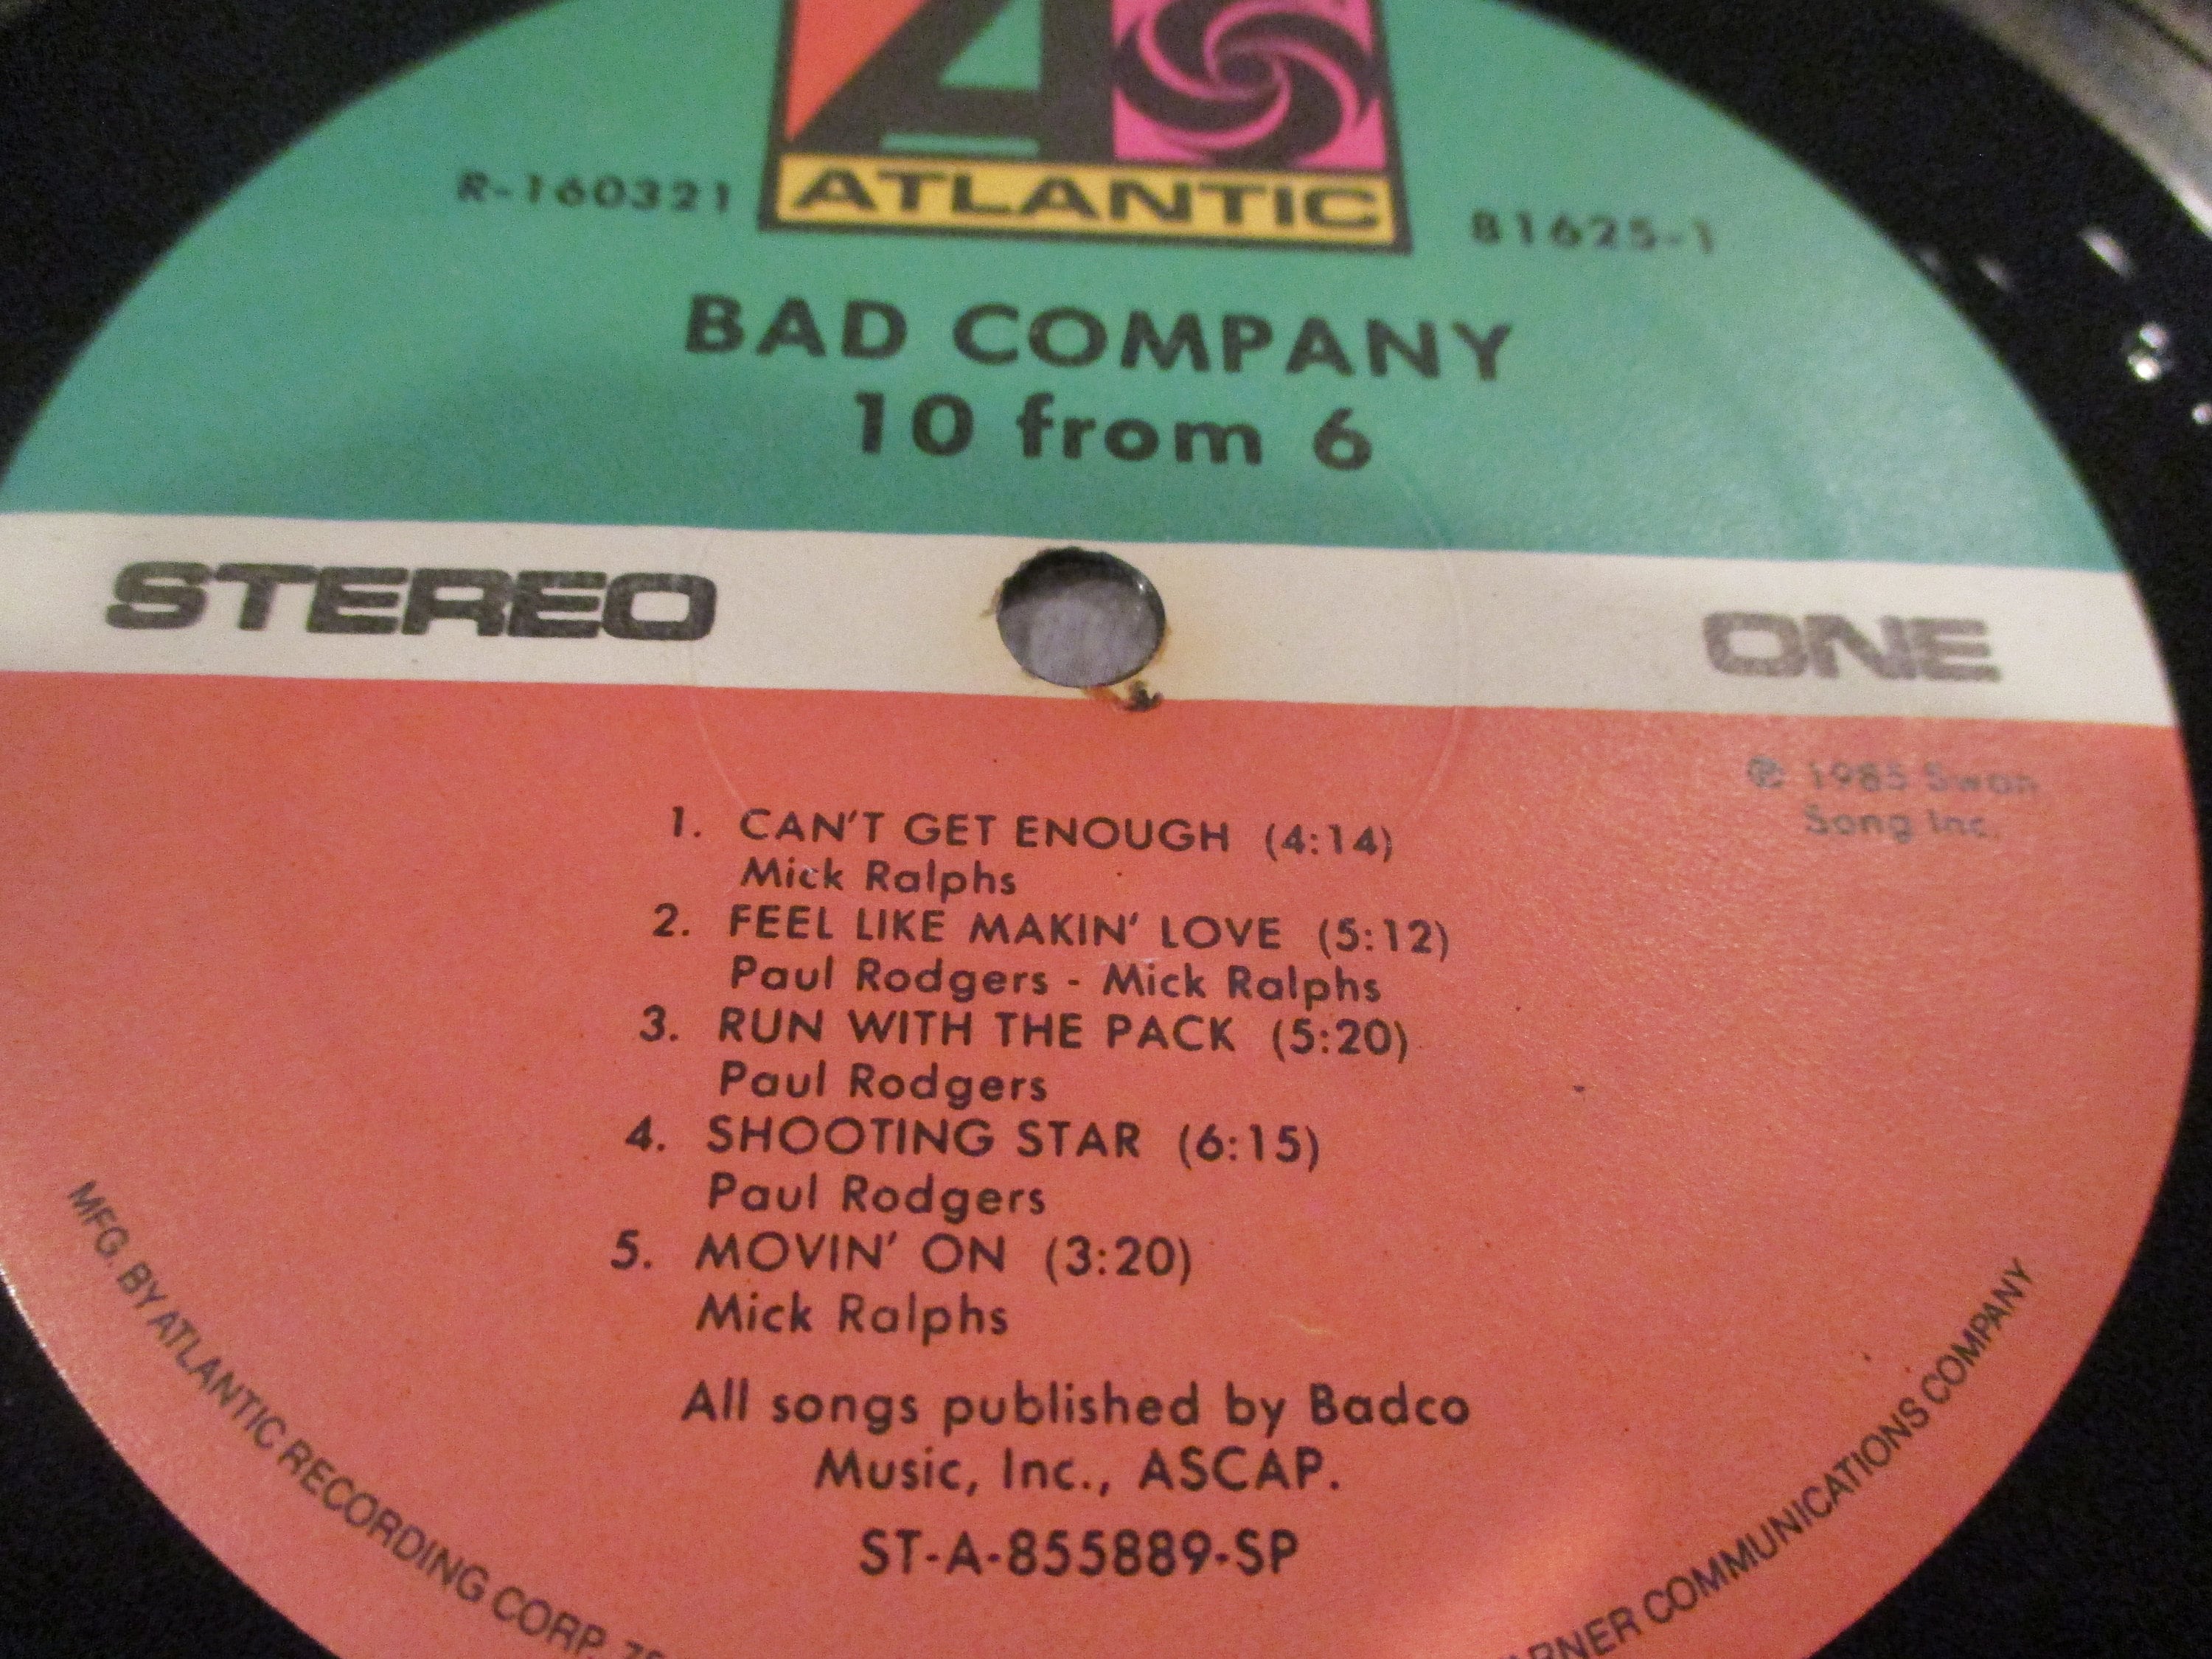 R-160321
ATLANTIC
81625-1
BAD COMPANY
10 from 6
STEREO
ONE
℗ 1985 Swan
Song Inc.
1. CAN'T GET ENOUGH (4:14)
Mick Ralphs
2. FEEL LIKE MAKIN' LOVE (5:12)
Paul Rodgers - Mick Ralphs
3. RUN WITH THE PACK (5:20)
Paul Rodgers
4. SHOOTING STAR (6:15)
Paul Rodgers
5. MOVIN' ON (3:20)
Mick Ralphs
All songs published by Badco
Music, Inc., ASCAP.
ST-A-855889-SP
MFG. BY ATLANTIC RECORDING CORP.
COMMUNICATIONS COMPANY